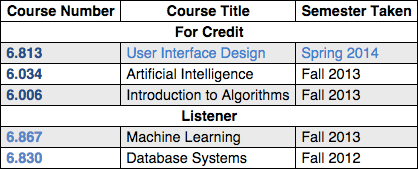 Course Number Course Title Semester Taken
For Credit
6.813 User Interface Design Spring 2014
6.034 Artificial Intelligence Fall 2013
6.006 Introduction to Algorithms Fall 2013
Listener
6.867 Machine Learning Fall 2013
6.830 Database Systems Fall 2012